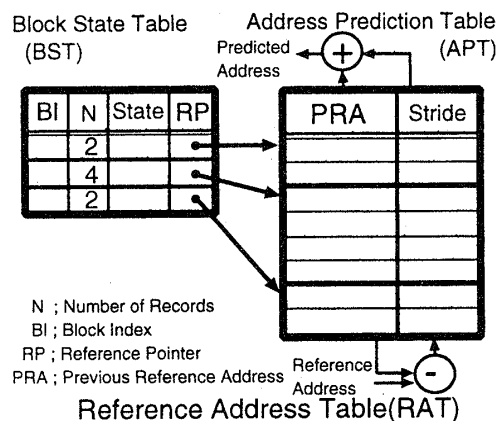 Block State Table
(BST)
Address Prediction Table
(APT)
Predicted
Address
+
BI N State RP
2
4
2
PRA Stride
N ; Number of Records
BI ; Block Index
RP ; Reference Pointer
PRA ; Previous Reference Address
Reference
Address
-
Reference Address Table(RAT)